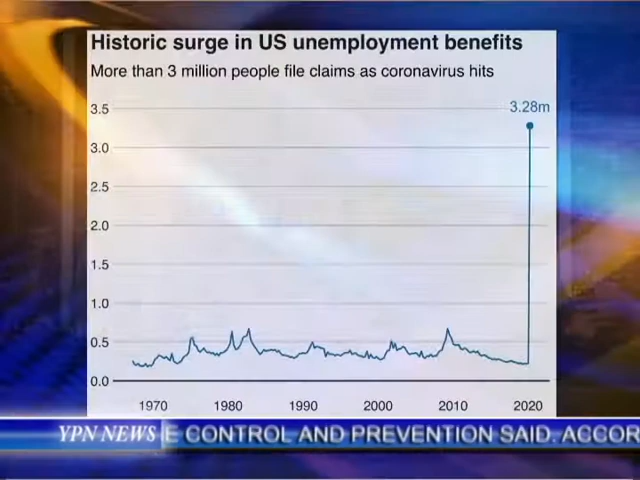 Historic surge in US unemployment benefits
More than 3 million people file claims as coronavirus hits
3.28m
3.5
3.0
2.5
2.0
1.5
1.0
0.5
0.0
1970 1980 1990 2000 2010 2020
YPN NEWS E CONTROL AND PREVENTION SAID. ACCOR